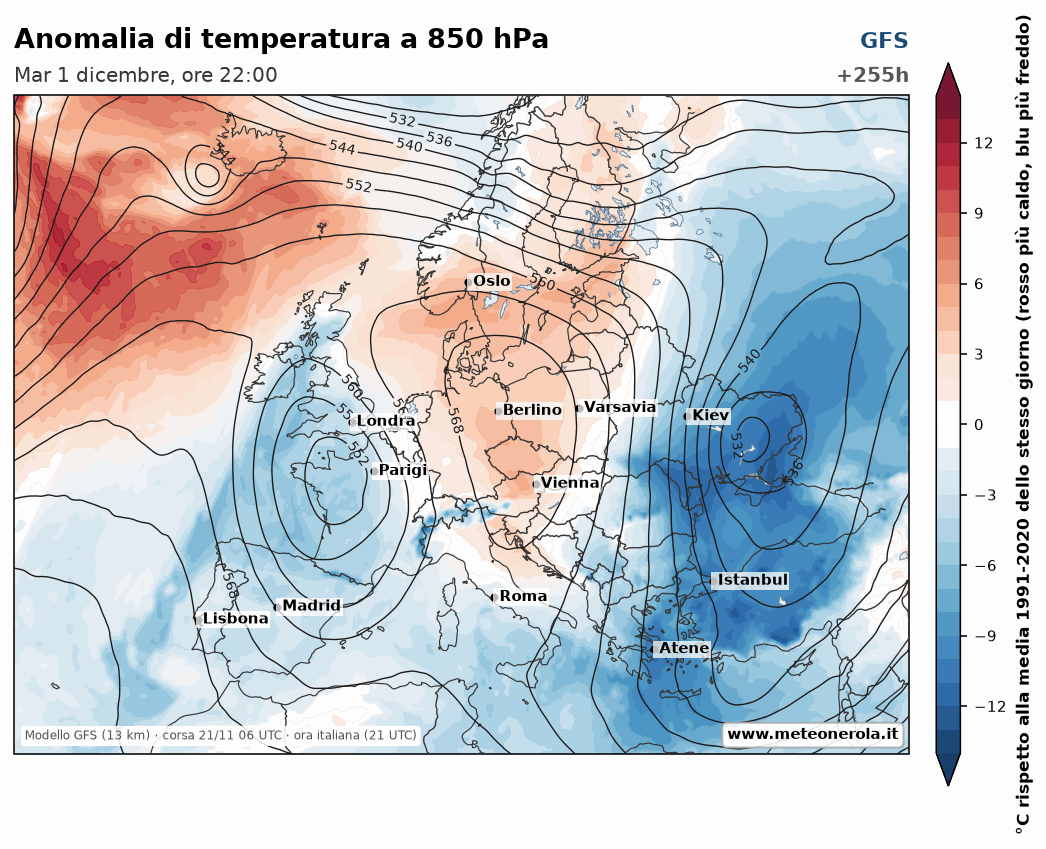 Anomalia di temperatura a 850 hPa
GFS
Mar 1 dicembre, ore 22:00
+255h
532
536
540
544
544
552
560
Oslo
540
560
568
Londra
Berlino
Varsavia
Kiev
532
536
552
Parigi
Vienna
568
Madrid
Lisbona
Roma
Istanbul
Atene
Modello GFS (13 km) · corsa 21/11 06 UTC · ora italiana (21 UTC)
www.meteonerola.it
12
9
6
3
0
−3
−6
−9
−12
°C rispetto alla media 1991-2020 dello stesso giorno (rosso più caldo, blu più freddo)